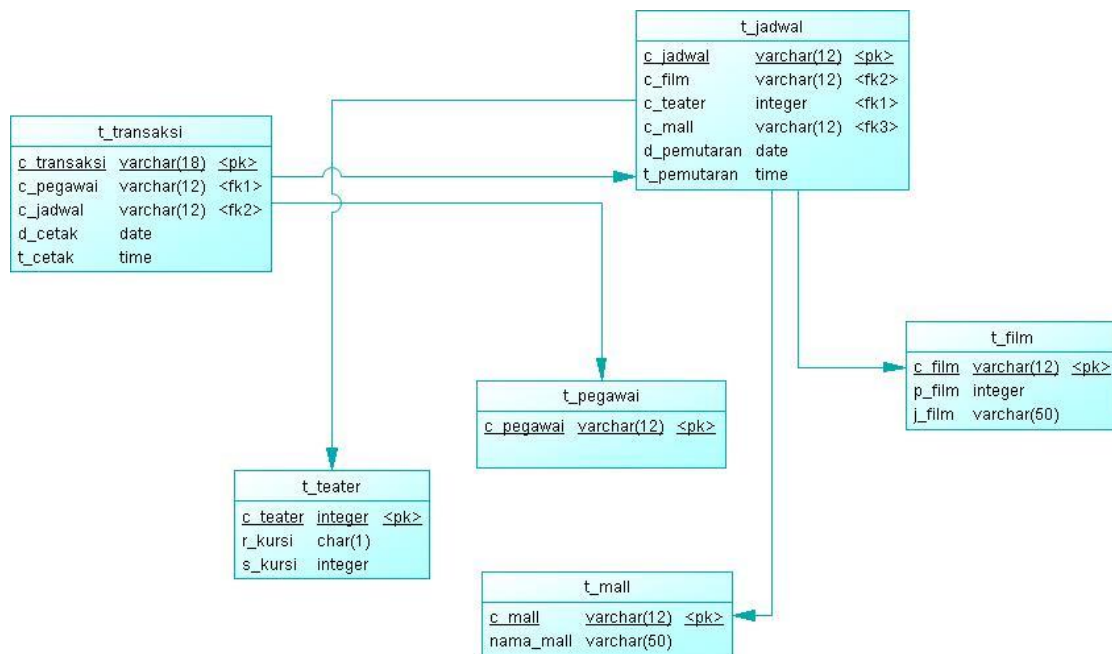 t_jadwal
c_jadwal varchar(12) <pk>
c_film varchar(12) <fk2>
c_teater integer <fk1>
c_mall varchar(12) <fk3>
d_pemutaran date
t_pemutaran time
t_transaksi
c_transaksi varchar(18) <pk>
c_pegawai varchar(12) <fk1>
c_jadwal varchar(12) <fk2>
d_cetak date
t_cetak time
t_film
c_film varchar(12) <pk>
p_film integer
j_film varchar(50)
t_pegawai
c_pegawai varchar(12) <pk>
t_teater
c_teater integer <pk>
r_kursi char(1)
s_kursi integer
t_mall
c_mall varchar(12) <pk>
nama_mall varchar(50)